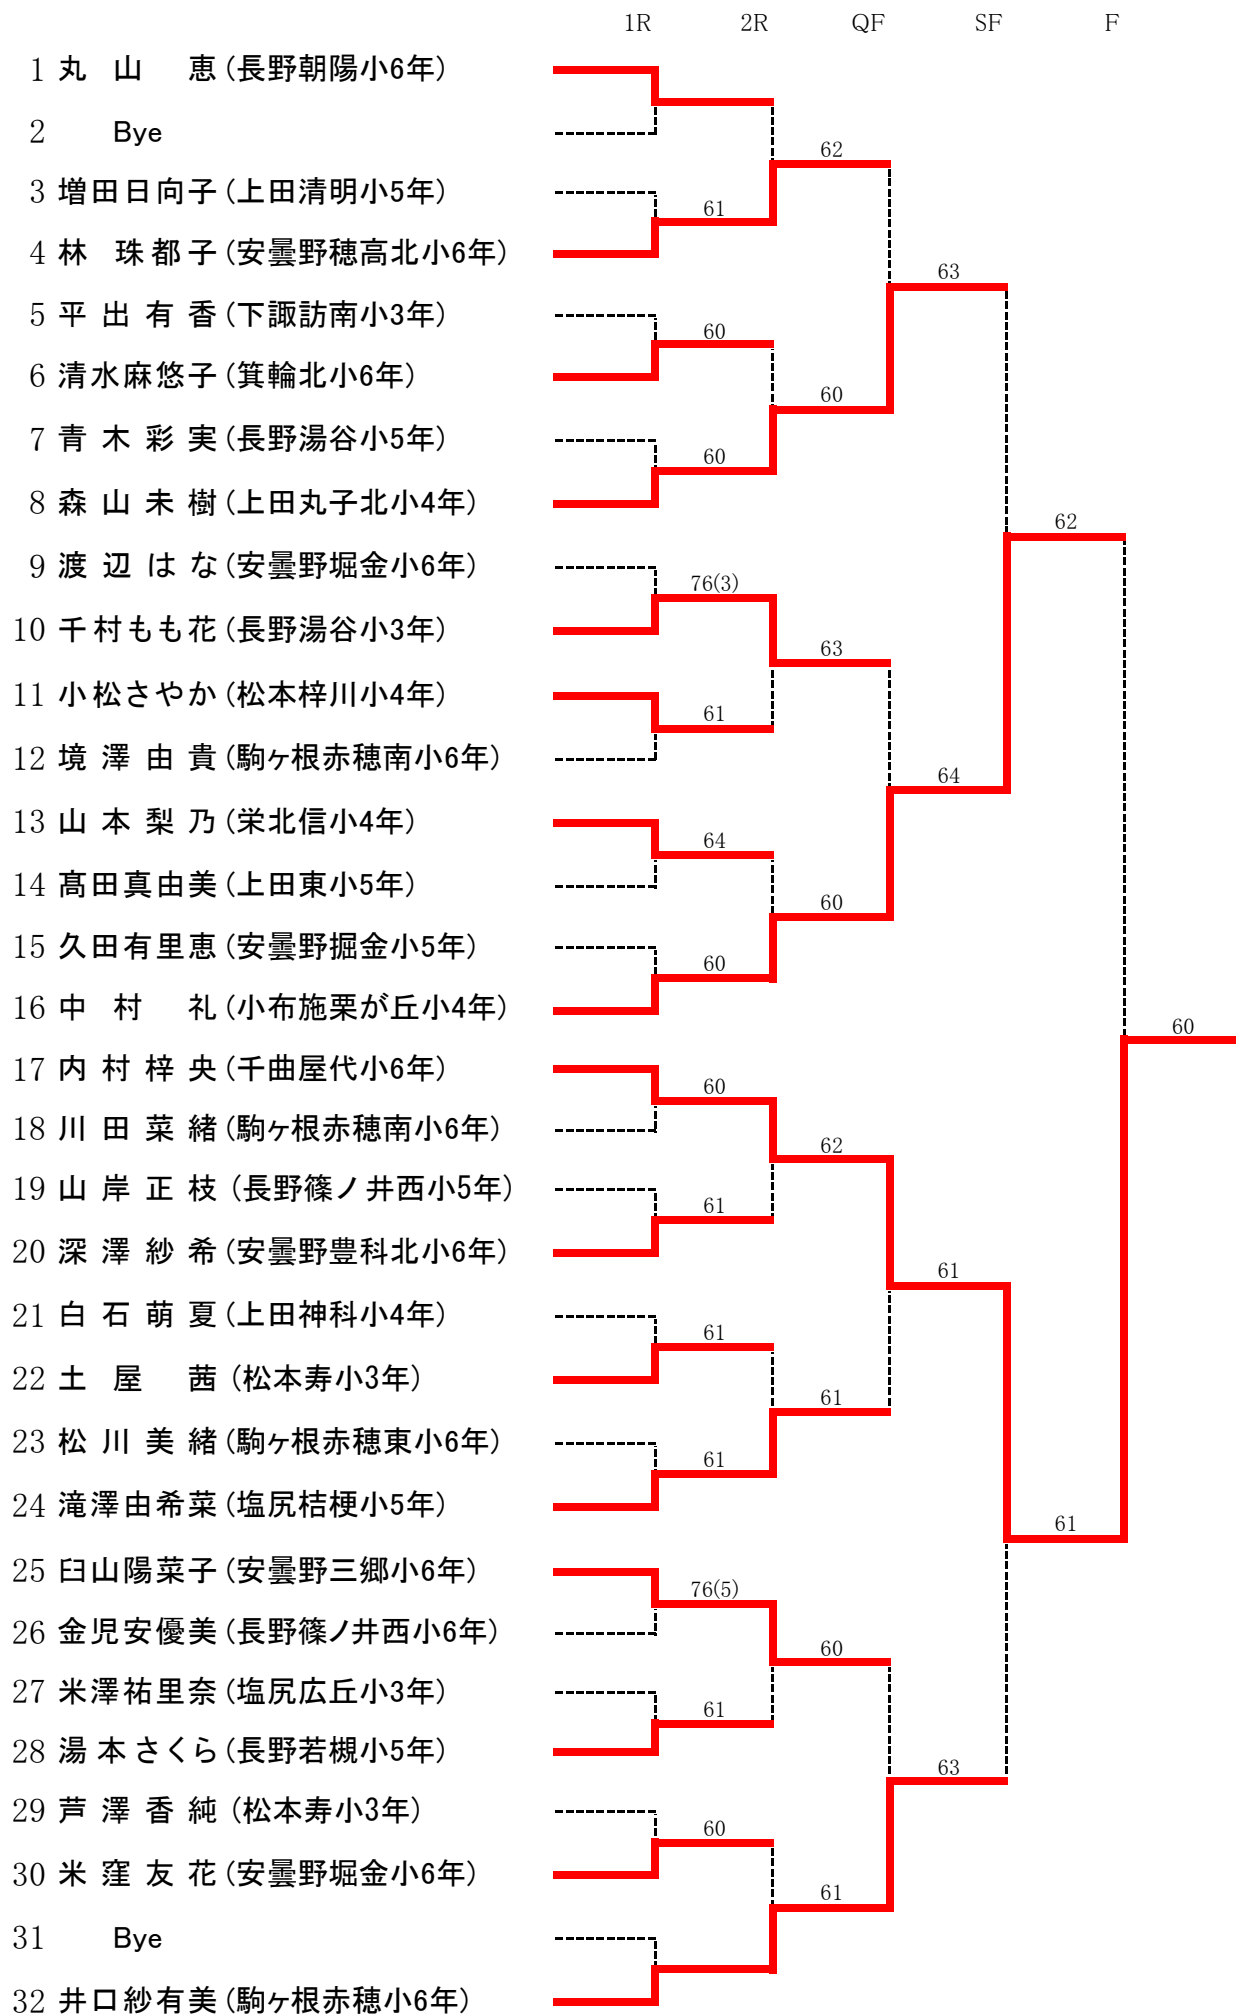 1R 2R QF SF F
1 丸山 恵 (長野朝陽小6年)
2 Bye
62
3 増田日向子 (上田清明小5年)
61
4 林 珠都子 (安曇野穂高北小6年)
63
5 平出有香 (下諏訪南小3年)
60
6 清水麻悠子 (箕輪北小6年)
60
7 青木彩実 (長野湯谷小5年)
60
8 森山未樹 (上田丸子北小4年)
62
9 渡辺はな (安曇野堀金小6年)
76(3)
10 千村もも花 (長野湯谷小3年)
63
11 小松さやか (松本梓川小4年)
61
12 境澤由貴 (駒ヶ根赤穂南小6年)
64
13 山本梨乃 (栄北信小4年)
64
14 髙田真由美 (上田東小5年)
60
15 久田有里恵 (安曇野掘金小5年)
60
16 中村 礼 (小布施栗が丘小4年)
60
17 内村梓央 (千曲屋代小6年)
60
18 川田菜緒 (駒ヶ根赤穂南小6年)
62
19 山岸正枝 (長野篠ノ井西小5年)
61
20 深澤紗希 (安曇野豊科北小6年)
61
21 白石萌夏 (上田神科小4年)
61
22 土屋 茜 (松本寿小3年)
61
23 松川美緒 (駒ヶ根赤穂東小6年)
61
24 滝澤由希菜 (塩尻桔梗小5年)
61
25 臼山陽菜子 (安曇野三郷小6年)
76(5)
26 金児安優美 (長野篠ノ井西小6年)
60
27 米澤祐里奈 (塩尻広丘小3年)
61
28 湯本さくら (長野若槻小5年)
63
29 芦澤香純 (松本寿小3年)
60
30 米窪友花 (安曇野堀金小6年)
61
31 Bye
32 井口紗有美 (駒ヶ根赤穂小6年)